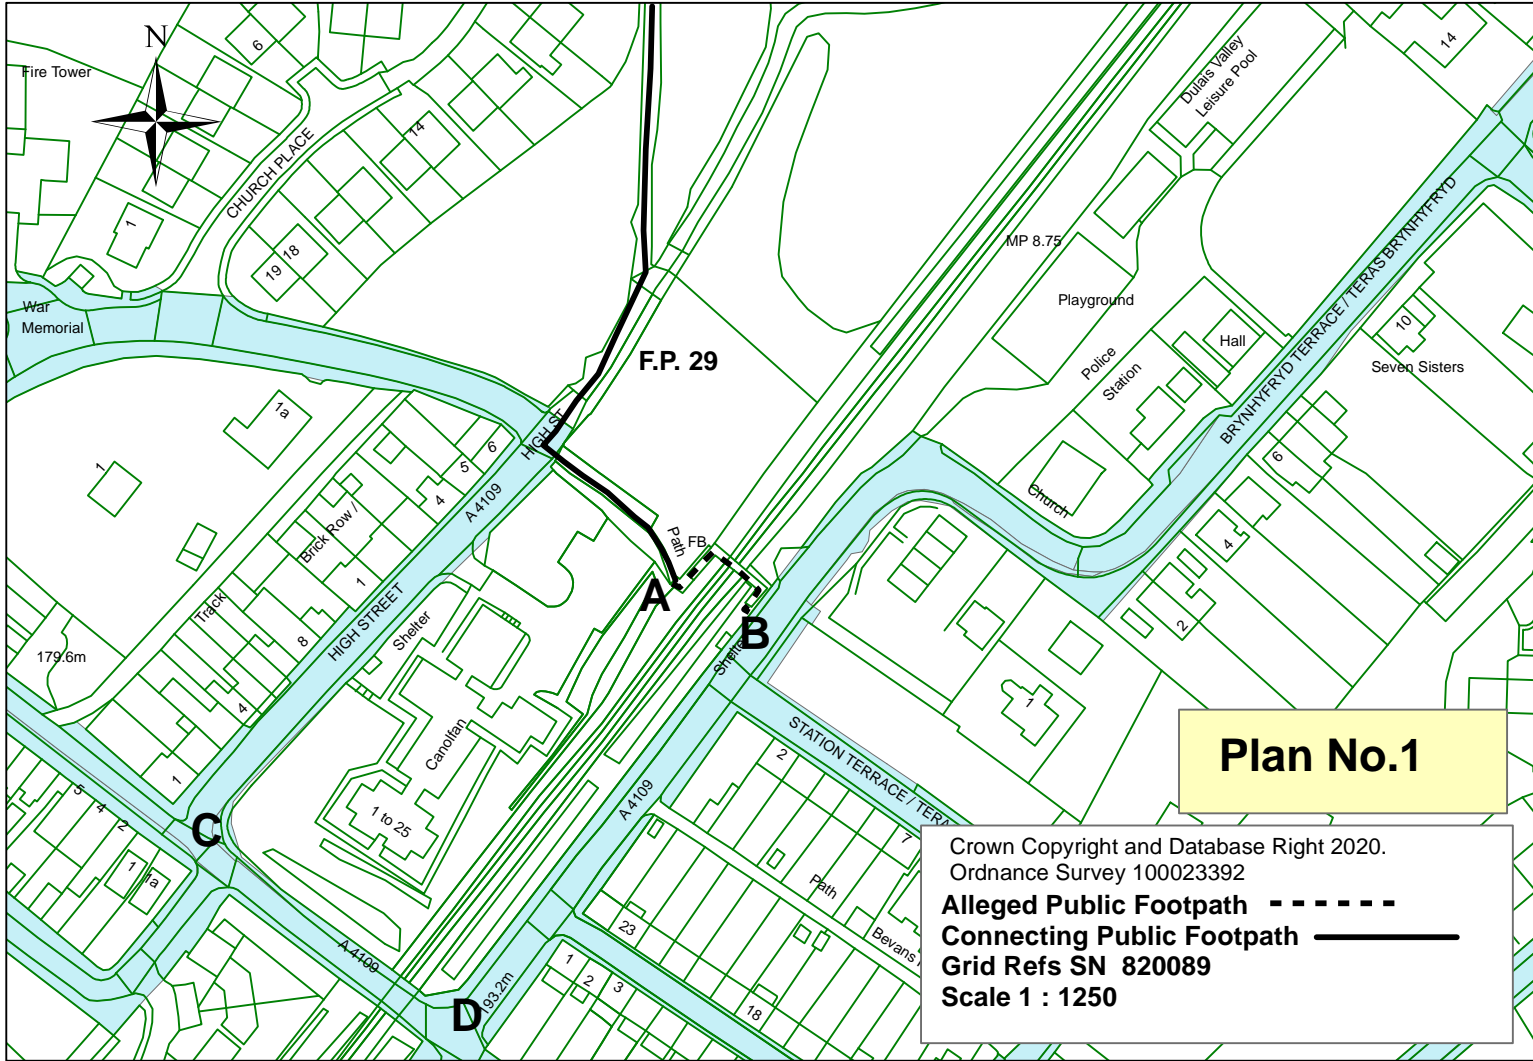 N
Fire Tower
6
14
CHURCH PLACE
1
19
18
War
Memorial
1a
1
6
5
4
HIGH ST
A 4109
Brick Row /
1
Track
8
HIGH STREET
Shelter
179.6m
4
1
Canolfan
1 to 25
5
4
2
1
1a
C
A 4109
D
193.2m
F.P. 29
Path
FB
A
B
Shelter
MP 8.75
Dulais Valley
Leisure Pool
14
Playground
Police
Station
Hall
Church
BRYNHYFRYD TERRACE / TERAS BRYNHYFRYD
10
Seven Sisters
6
4
2
1
STATION TERRACE / TERA
A 4109
2
7
Path
Bevans
23
1
2
3
18
Plan No.1
Crown Copyright and Database Right 2020.
Ordnance Survey 100023392
Alleged Public Footpath
Connecting Public Footpath
Grid Refs SN 820089
Scale 1 : 1250